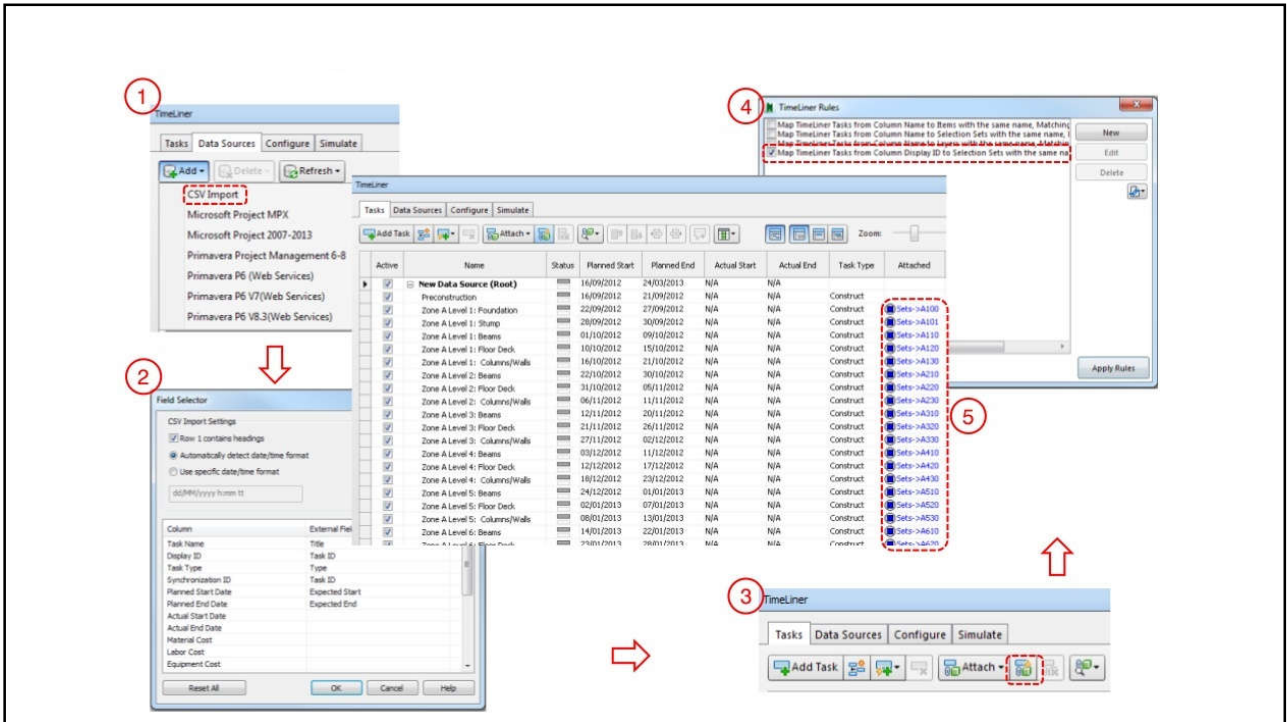 1
TimeLiner
Tasks Data Sources Configure Simulate
Add Delete Refresh
CSV Import
Microsoft Project MPX
Microsoft Project 2007-2013
Primavera Project Management 6-8
Primavera P6 (Web Services)
Primavera P6 V7(Web Services)
Primavera P6 V8.3(Web Services)
2
Field Selector
CSV Import Settings
Row 1 contains headings
Automatically detect date/time format
Use specific date/time format
dd/MM/yyyy h:mm tt
Column External
Task Name Title
Display ID Task ID
Task Type Type
Synchronization ID Task ID
Planned Start Date Expected Start
Planned End Date Expected End
Actual Start Date
Actual End Date
Material Cost
Labor Cost
Equipment Cost
Reset All OK Cancel Help
TimeLiner
Tasks Data Sources Configure Simulate
Add Task Attach Zoom:
Active Name Status Planned Start Planned End Actual Start Actual End Task Type Attached
New Data Source (Root) 16/09/2012 24/03/2013 N/A N/A
Preconstruction 16/09/2012 21/09/2012 N/A N/A Construct
Zone A Level 1: Foundation 22/09/2012 27/09/2012 N/A N/A Construct Sets->A100
Zone A Level 1: Stump 28/09/2012 30/09/2012 N/A N/A Construct Sets->A101
Zone A Level 1: Beams 01/10/2012 09/10/2012 N/A N/A Construct Sets->A110
Zone A Level 1: Floor Deck 10/10/2012 15/10/2012 N/A N/A Construct Sets->A120
Zone A Level 1: Columns/Walls 16/10/2012 21/10/2012 N/A N/A Construct Sets->A130
Zone A Level 2: Beams 22/10/2012 30/10/2012 N/A N/A Construct Sets->A210
Zone A Level 2: Floor Deck 31/10/2012 05/11/2012 N/A N/A Construct Sets->A220
Zone A Level 2: Columns/Walls 06/11/2012 11/11/2012 N/A N/A Construct Sets->A230
Zone A Level 3: Beams 12/11/2012 20/11/2012 N/A N/A Construct Sets->A310
Zone A Level 3: Floor Deck 21/11/2012 26/11/2012 N/A N/A Construct Sets->A320
Zone A Level 3: Columns/Walls 27/11/2012 02/12/2012 N/A N/A Construct Sets->A330
Zone A Level 4: Beams 03/12/2012 11/12/2012 N/A N/A Construct Sets->A410
Zone A Level 4: Floor Deck 12/12/2012 17/12/2012 N/A N/A Construct Sets->A420
Zone A Level 4: Columns/Walls 18/12/2012 23/12/2012 N/A N/A Construct Sets->A430
Zone A Level 5: Beams 24/12/2012 01/01/2013 N/A N/A Construct Sets->A510
Zone A Level 5: Floor Deck 02/01/2013 07/01/2013 N/A N/A Construct Sets->A520
Zone A Level 5: Columns/Walls 08/01/2013 13/01/2013 N/A N/A Construct Sets->A530
Zone A Level 6: Beams 14/01/2013 22/01/2013 N/A N/A Construct Sets->A610
23/01/2013 28/01/2013 N/A N/A Construct Sets->A620
5
4
TimeLiner Rules
Map TimeLiner Tasks from Column Name to Items with the same name, Matching
Map TimeLiner Tasks from Column Name to Selection Sets with the same name,
Map TimeLiner Tasks from Column Name to Layers with the same name, Matching
Map TimeLiner Tasks from Column Display ID to Selection Sets with the same na
New
Edit
Delete
Apply Rules
3
TimeLiner
Tasks Data Sources Configure Simulate
Add Task Attach